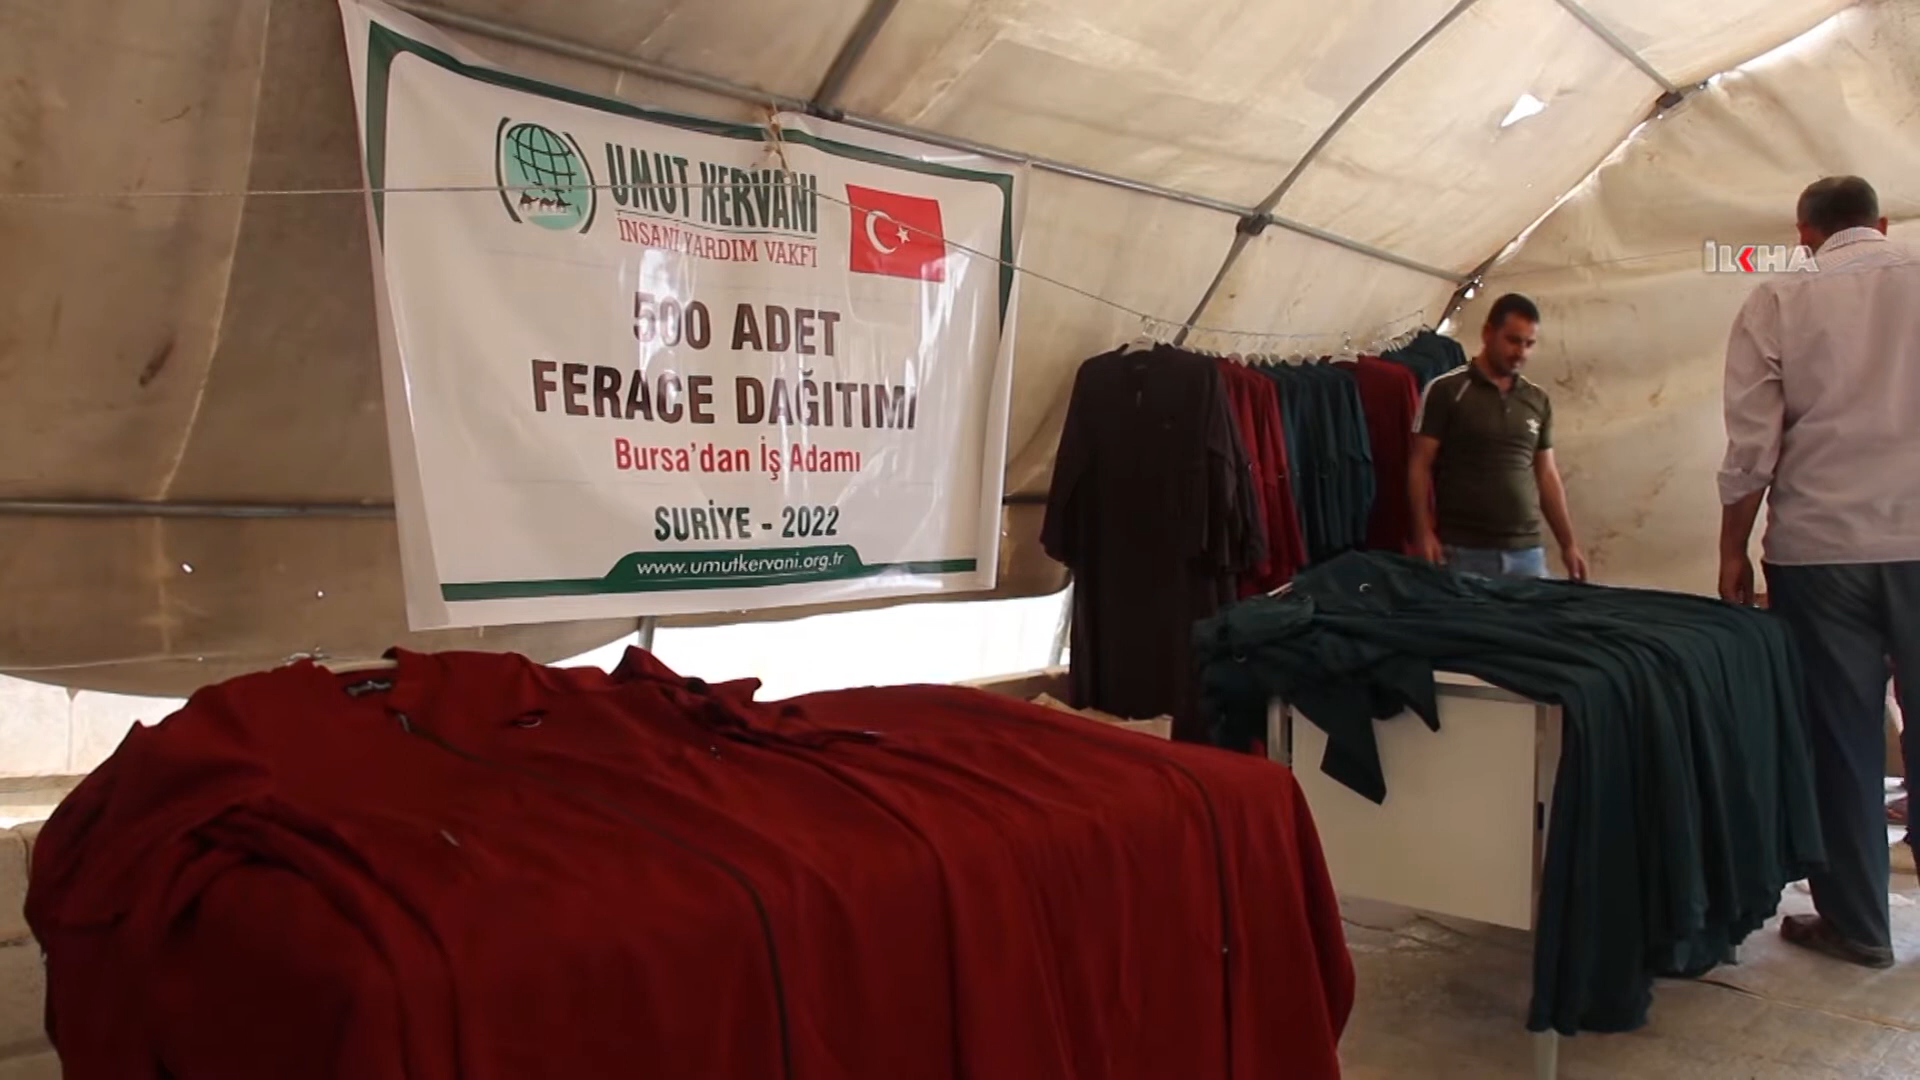 UMUT KERVANI
İNSANİ YARDIM VAKFI
500 ADET
FERACE DAĞITIMI
Bursa'dan İş Adamı
SURİYE - 2022
www.umutkervani.org.tr
İLKHA